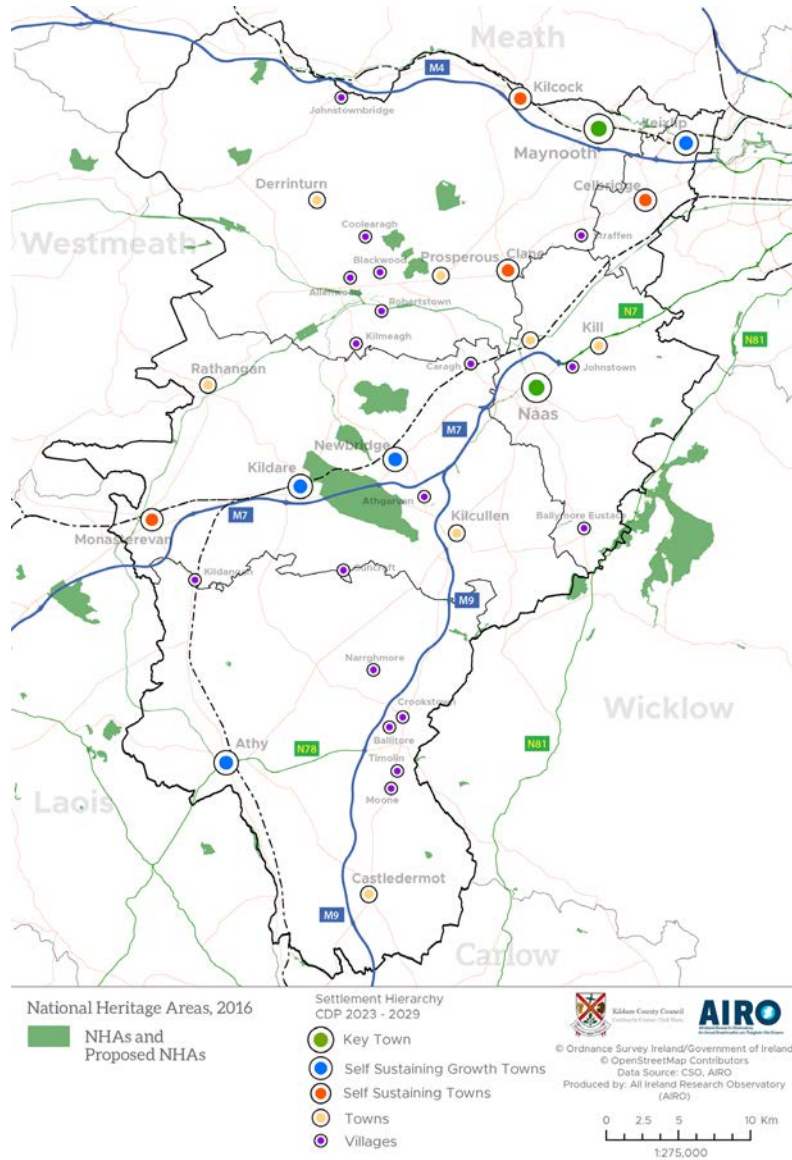 Meath
M4
Kilcock
Johnstownbridge
Leixlip
Maynooth
Derrinturn
Celbridge
Westmeath
Coolearagh
Straffen
Blackwood
Prosperous
Clane
Allenwood
Robertstown
N7
Kilmeagh
Kill
N81
Caragh
Johnstown
Rathangan
Naas
M7
Newbridge
Kildare
Athgarvan
M7
Kilcullen
Ballymore Eustace
Monasterevan
Kildangan
Suncroft
M9
Narrghmore
Crookstown
Wicklow
Ballitore
Athy
N78
N81
Timolin
Moone
Laois
Castledermot
M9
Carlow
National Heritage Areas, 2016
NHAs and
Proposed NHAs
Settlement Hierarchy
CDP 2023 - 2029
Key Town
Self Sustaining Growth Towns
Self Sustaining Towns
Towns
Villages
Kildare County Council
AIRO
© Ordnance Survey Ireland/Government of Ireland
© OpenStreetMap Contributors
Data Source: CSO, AIRO
Produced by: All Ireland Research Observatory
(AIRO)
0 2.5 5 10 Km
1:275,000